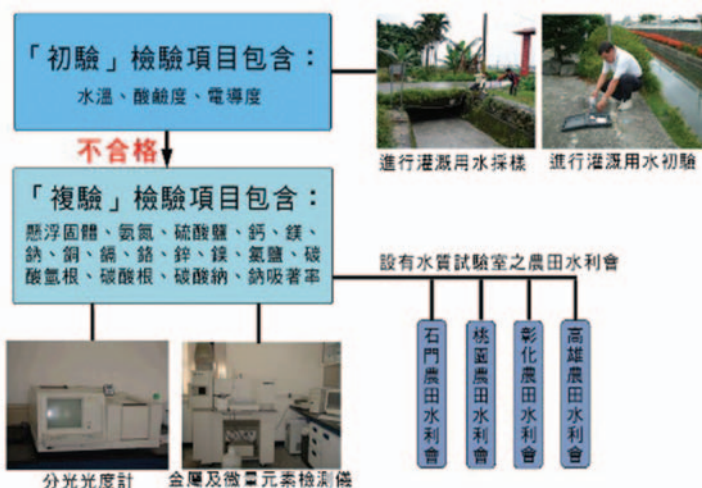 「初驗」檢驗項目包含：
水溫、酸鹼度、電導度
進行灌溉用水採樣
進行灌溉用水初驗
不合格
「複驗」檢驗項目包含：
懸浮固體、氨氮、硫酸鹽、鈣、鎂、
鈉、銅、鎘、鉻、鋅、鎳、氯鹽、碳
酸氫根、碳酸根、碳酸納、鈉吸著率
設有水質試驗室之農田水利會
石門農田水利會
桃園農田水利會
彰化農田水利會
高雄農田水利會
分光光度計
金屬及微量元素檢測儀